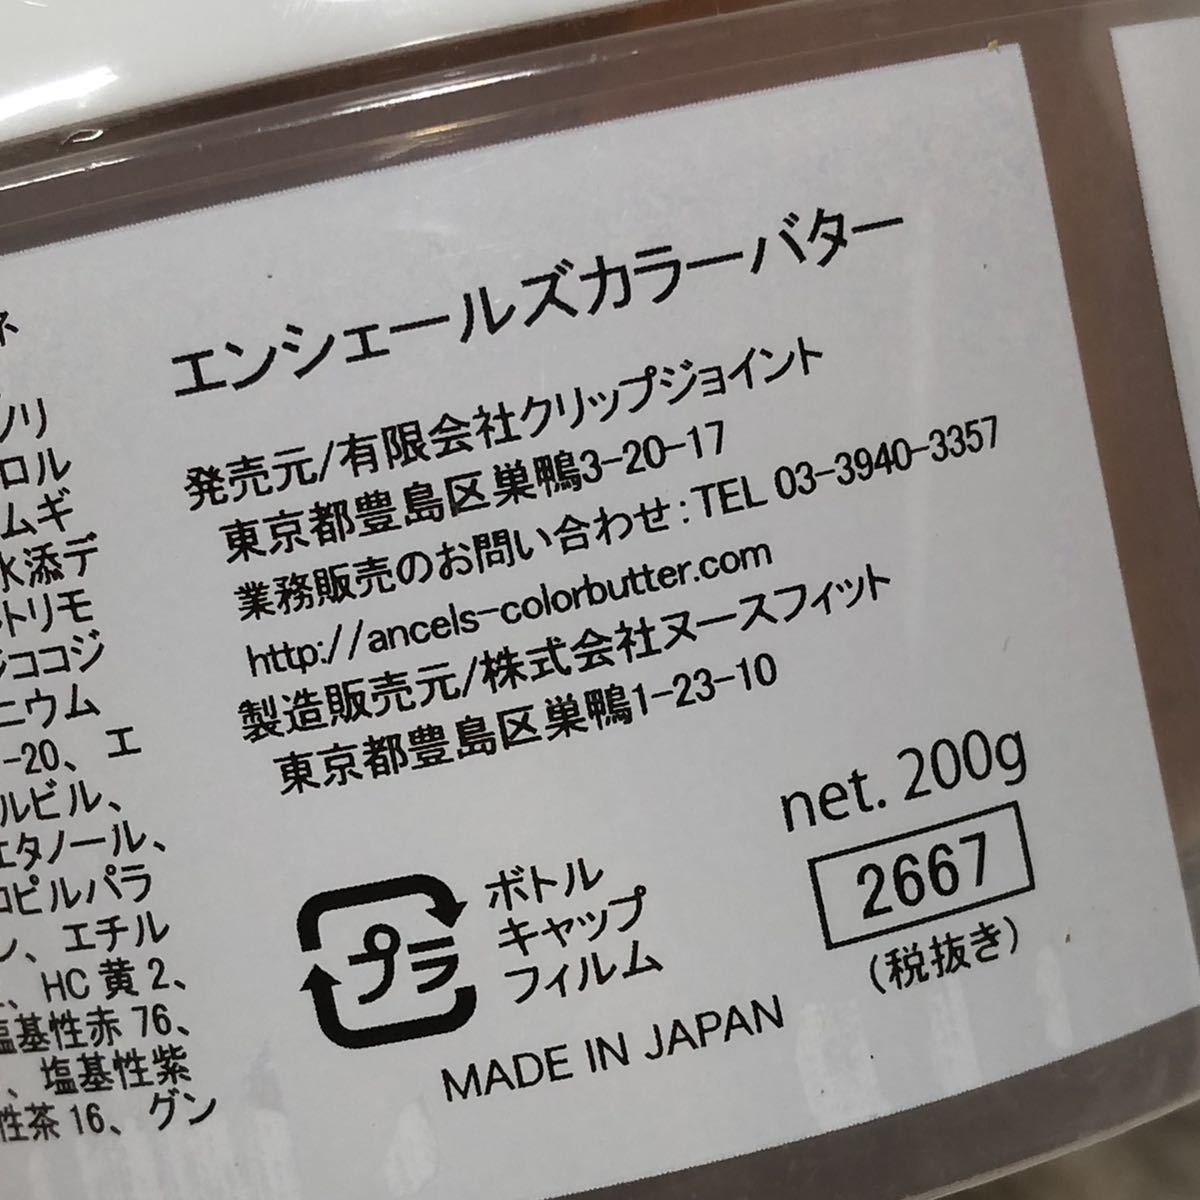 ネ
ンリ
ロル
ムギ
水添デ
トリモ
ジココジ
ニウム
-20、エ
ルビル、
エタノール、
ロピルパラ
ン、エチル
、HC 黄 2、
塩基性赤 76、
、塩基性紫
性茶 16、グン
エンシェールズカラーバター
発売元/有限会社クリップジョイント
東京都豊島区巣鴨3-20-17
業務販売のお問い合わせ：TEL 03-3940-3357
http://ancels-colorbutter.com
製造販売元/株式会社ヌースフィット
東京都豊島区巣鴨1-23-10
net. 200g
2667
(税抜き)
プラ
ボトル
キャップ
フィルム
MADE IN JAPAN